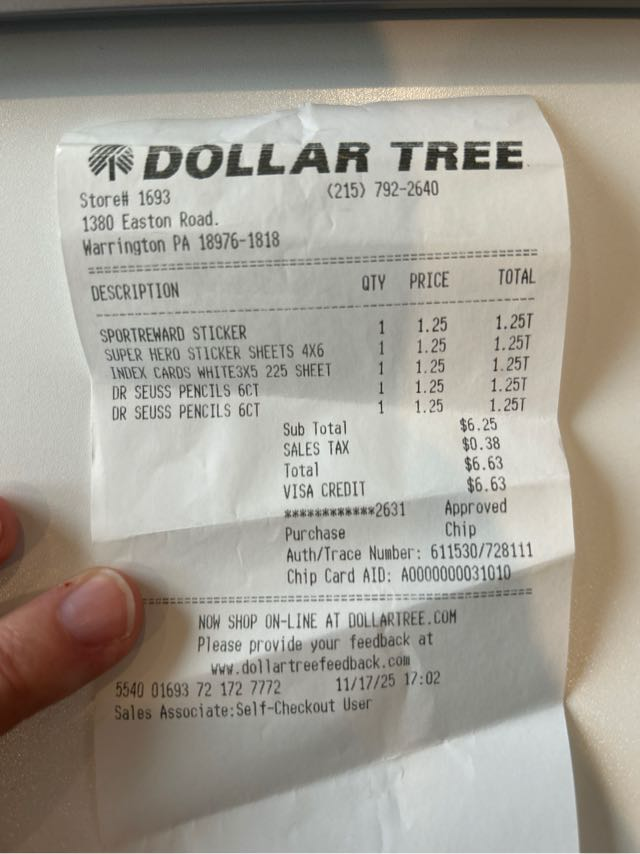 DOLLAR TREE
Store# 1693 (215) 792-2640
1380 Easton Road.
Warrington PA 18976-1818
================================================
DESCRIPTION QTY PRICE TOTAL
------------------------------------------------
SPORTREWARD STICKER 1 1.25 1.25T
SUPER HERO STICKER SHEETS 4X6 1 1.25 1.25T
INDEX CARDS WHITE3X5 225 SHEET 1 1.25 1.25T
DR SEUSS PENCILS 6CT 1 1.25 1.25T
DR SEUSS PENCILS 6CT 1 1.25 1.25T
Sub Total $6.25
SALES TAX $0.38
Total $6.63
VISA CREDIT $6.63
************2631 Approved
Purchase Chip
Auth/Trace Number: 611530/728111
Chip Card AID: A0000000031010
================================================
NOW SHOP ON-LINE AT DOLLARTREE.COM
Please provide your feedback at
www.dollartreefeedback.com
5540 01693 72 172 7772 11/17/25 17:02
Sales Associate:Self-Checkout User